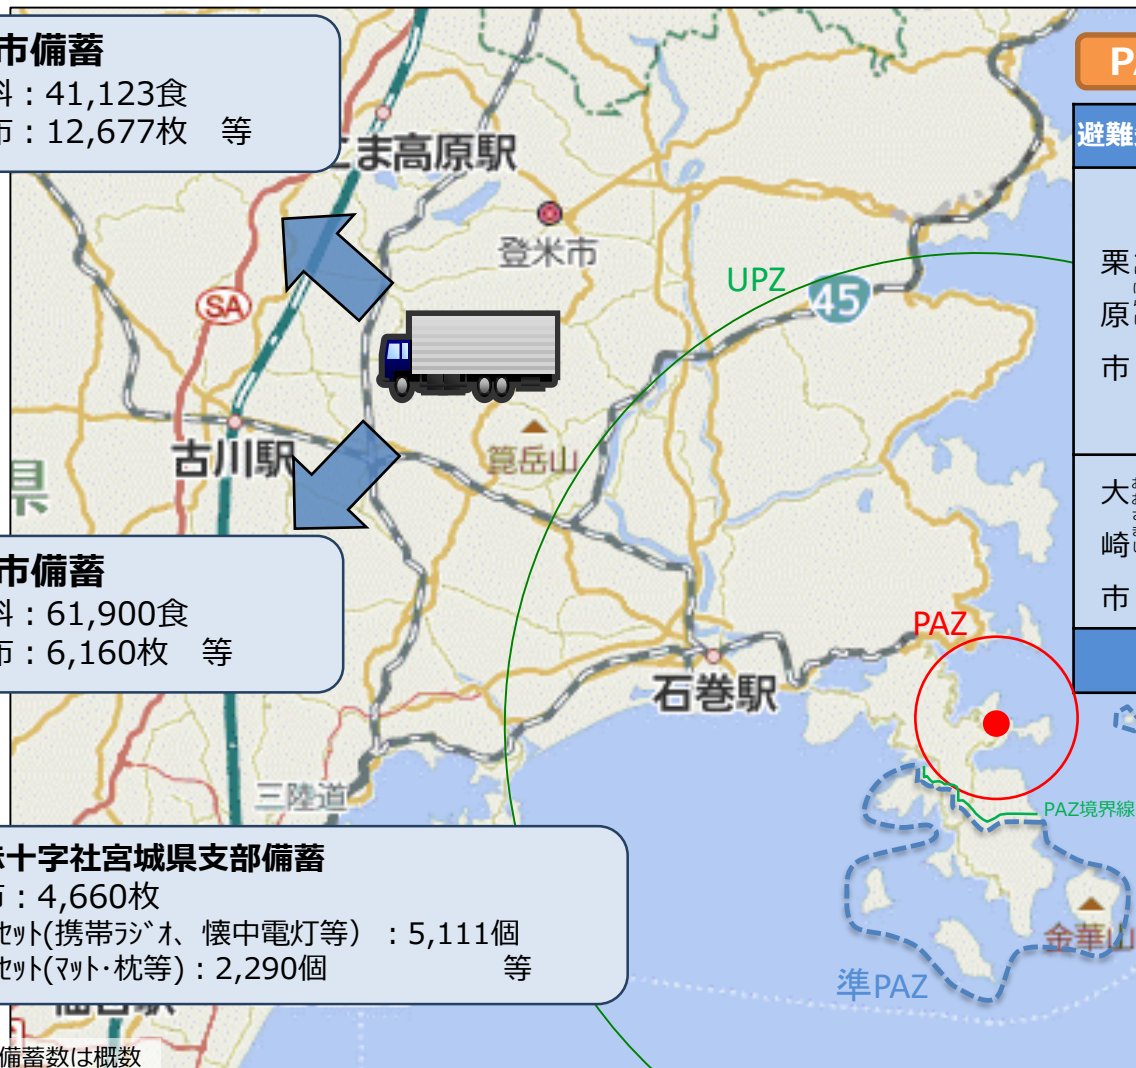 市備蓄
料：41,123食
布：12,677枚　等
こま高原駅
登米市
SA
UPZ
45
古川駅
箟岳山
県
市備蓄
料：61,900食
布：6,160枚　等
石巻駅
PAZ
三陸道
PAZ境界線
十字社宮城県支部備蓄
布：4,660枚
ｾｯﾄ(携帯ﾗｼﾞｵ、懐中電灯等）：5,111個
ｾｯﾄ(ﾏｯﾄ･枕等)：2,290個　等
金華山
準PAZ
仙台駅
備蓄数は概数
PA
避難
栗原市
大崎市